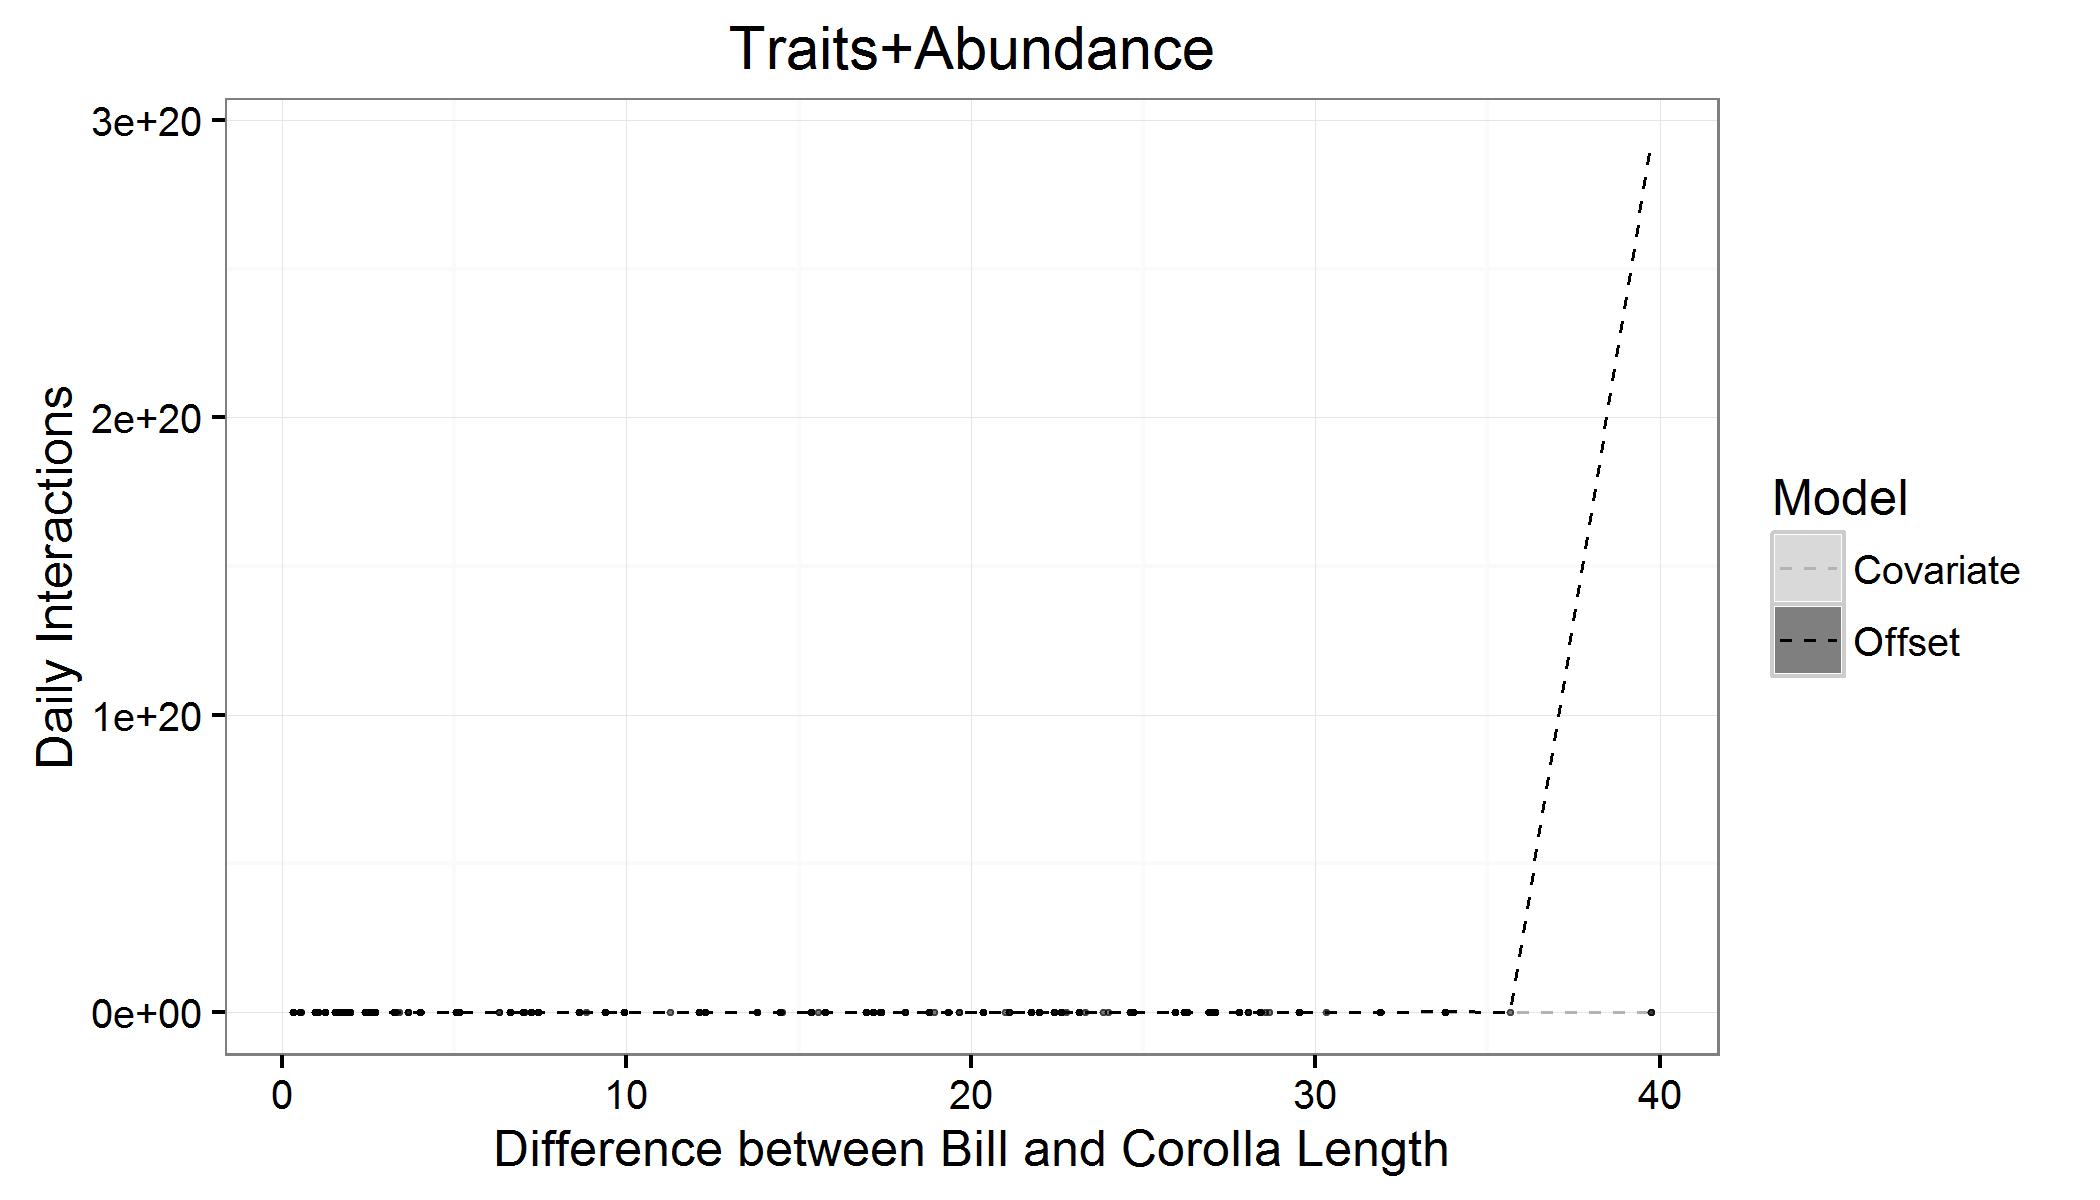 Traits+Abundance
3e+20
2e+20
1e+20
0e+00
Daily Interactions
0
10
20
30
40
Difference between Bill and Corolla Length
Model
Covariate
Offset